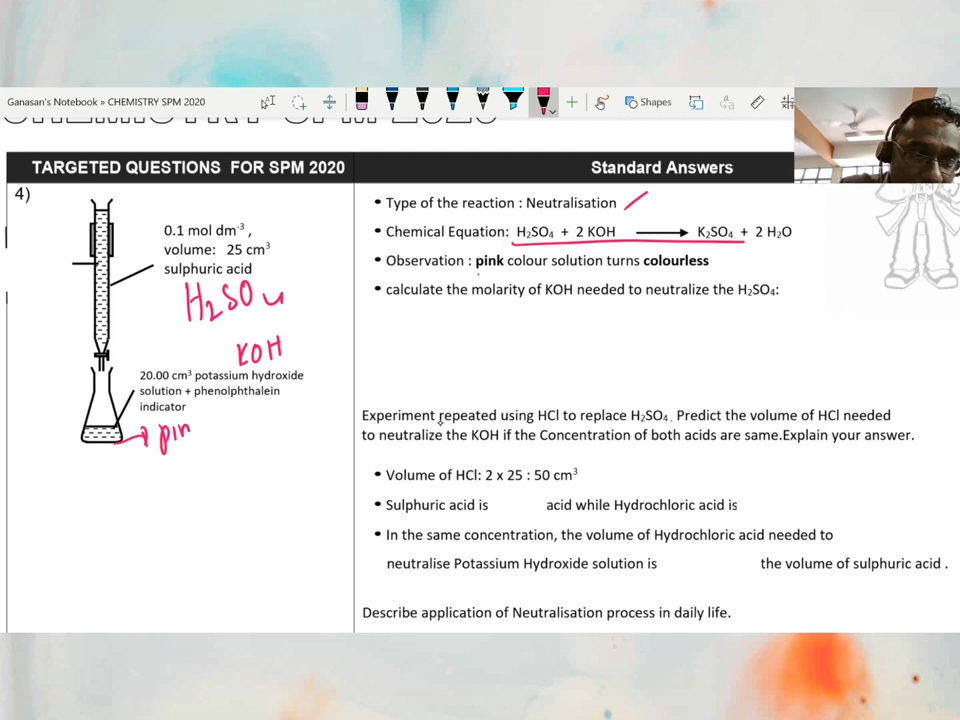 Ganasan's Notebook » CHEMISTRY SPM 2020
Shapes
CHEMISTRY SPM 2020
TARGETED QUESTIONS FOR SPM 2020
Standard Answers
4)
0.1 mol dm⁻³ ,
volume: 25 cm³
sulphuric acid
H₂SO₄
KOH
20.00 cm³ potassium hydroxide
solution + phenolphthalein
indicator
pin
• Type of the reaction : Neutralisation
• Chemical Equation: H₂SO₄ + 2 KOH ⟶ K₂SO₄ + 2 H₂O
• Observation : pink colour solution turns colourless
• calculate the molarity of KOH needed to neutralize the H₂SO₄:
Experiment repeated using HCl to replace H₂SO₄. Predict the volume of HCl needed
to neutralize the KOH if the Concentration of both acids are same.Explain your answer.
• Volume of HCl: 2 x 25 : 50 cm³
• Sulphuric acid is acid while Hydrochloric acid is
• In the same concentration, the volume of Hydrochloric acid needed to
neutralise Potassium Hydroxide solution is the volume of sulphuric acid .
Describe application of Neutralisation process in daily life.